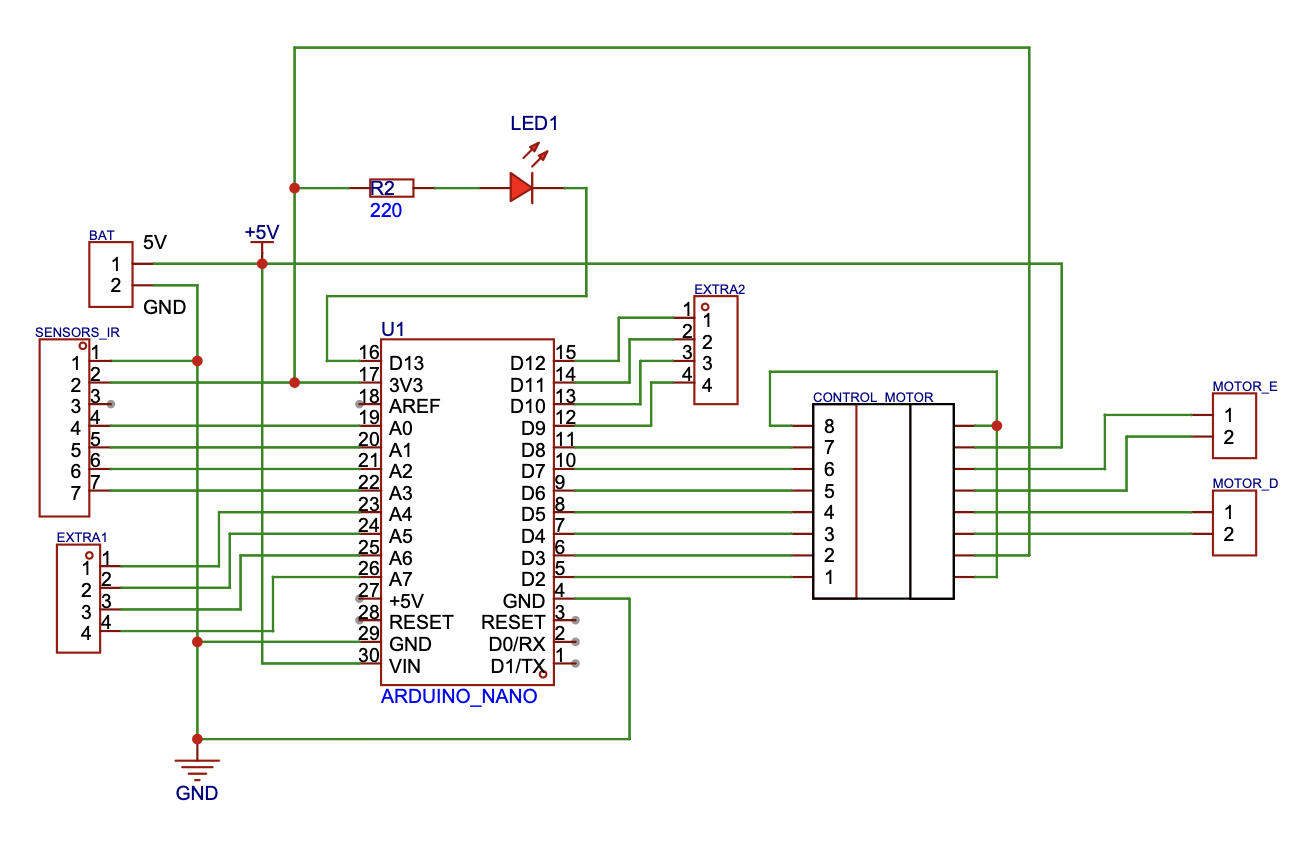 LED1
R2
220
+5V
BAT
5V
1
2
GND
SENSORS_IR
1 1
2 2
3 3
4 4
5 5
6 6
7 7
EXTRA1
1 1
2 2
3 3
4 4
U1
16 D13 D12 15
17 3V3 D11 14
18 AREF D10 13
19 A0 D9 12
20 A1 D8 11
21 A2 D7 10
22 A3 D6 9
23 A4 D5 8
24 A5 D4 7
25 A6 D3 6
26 A7 D2 5
27 +5V GND 4
28 RESET RESET 3
29 GND D0/RX 2
30 VIN D1/TX 1
ARDUINO_NANO
EXTRA2
1 1
2 2
3 3
4 4
CONTROL_MOTOR
8
7
6
5
4
3
2
1
MOTOR_E
1
2
MOTOR_D
1
2
GND